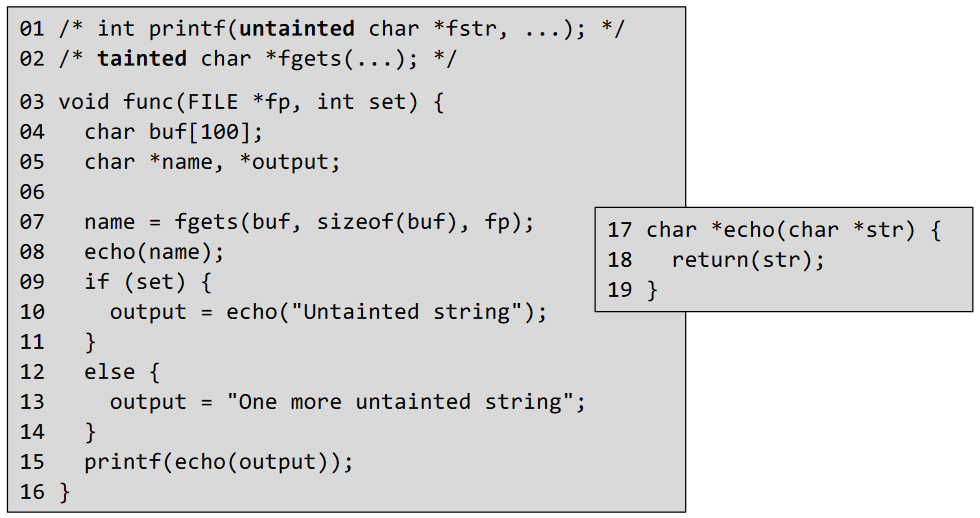 01 /* int printf(untainted char *fstr, ...); */
02 /* tainted char *fgets(...); */
03 void func(FILE *fp, int set) {
04   char buf[100];
05   char *name, *output;
06
07   name = fgets(buf, sizeof(buf), fp);
08   echo(name);
09   if (set) {
10     output = echo("Untainted string");
11   }
12   else {
13     output = "One more untainted string";
14   }
15   printf(echo(output));
16 }
17 char *echo(char *str) {
18   return(str);
19 }